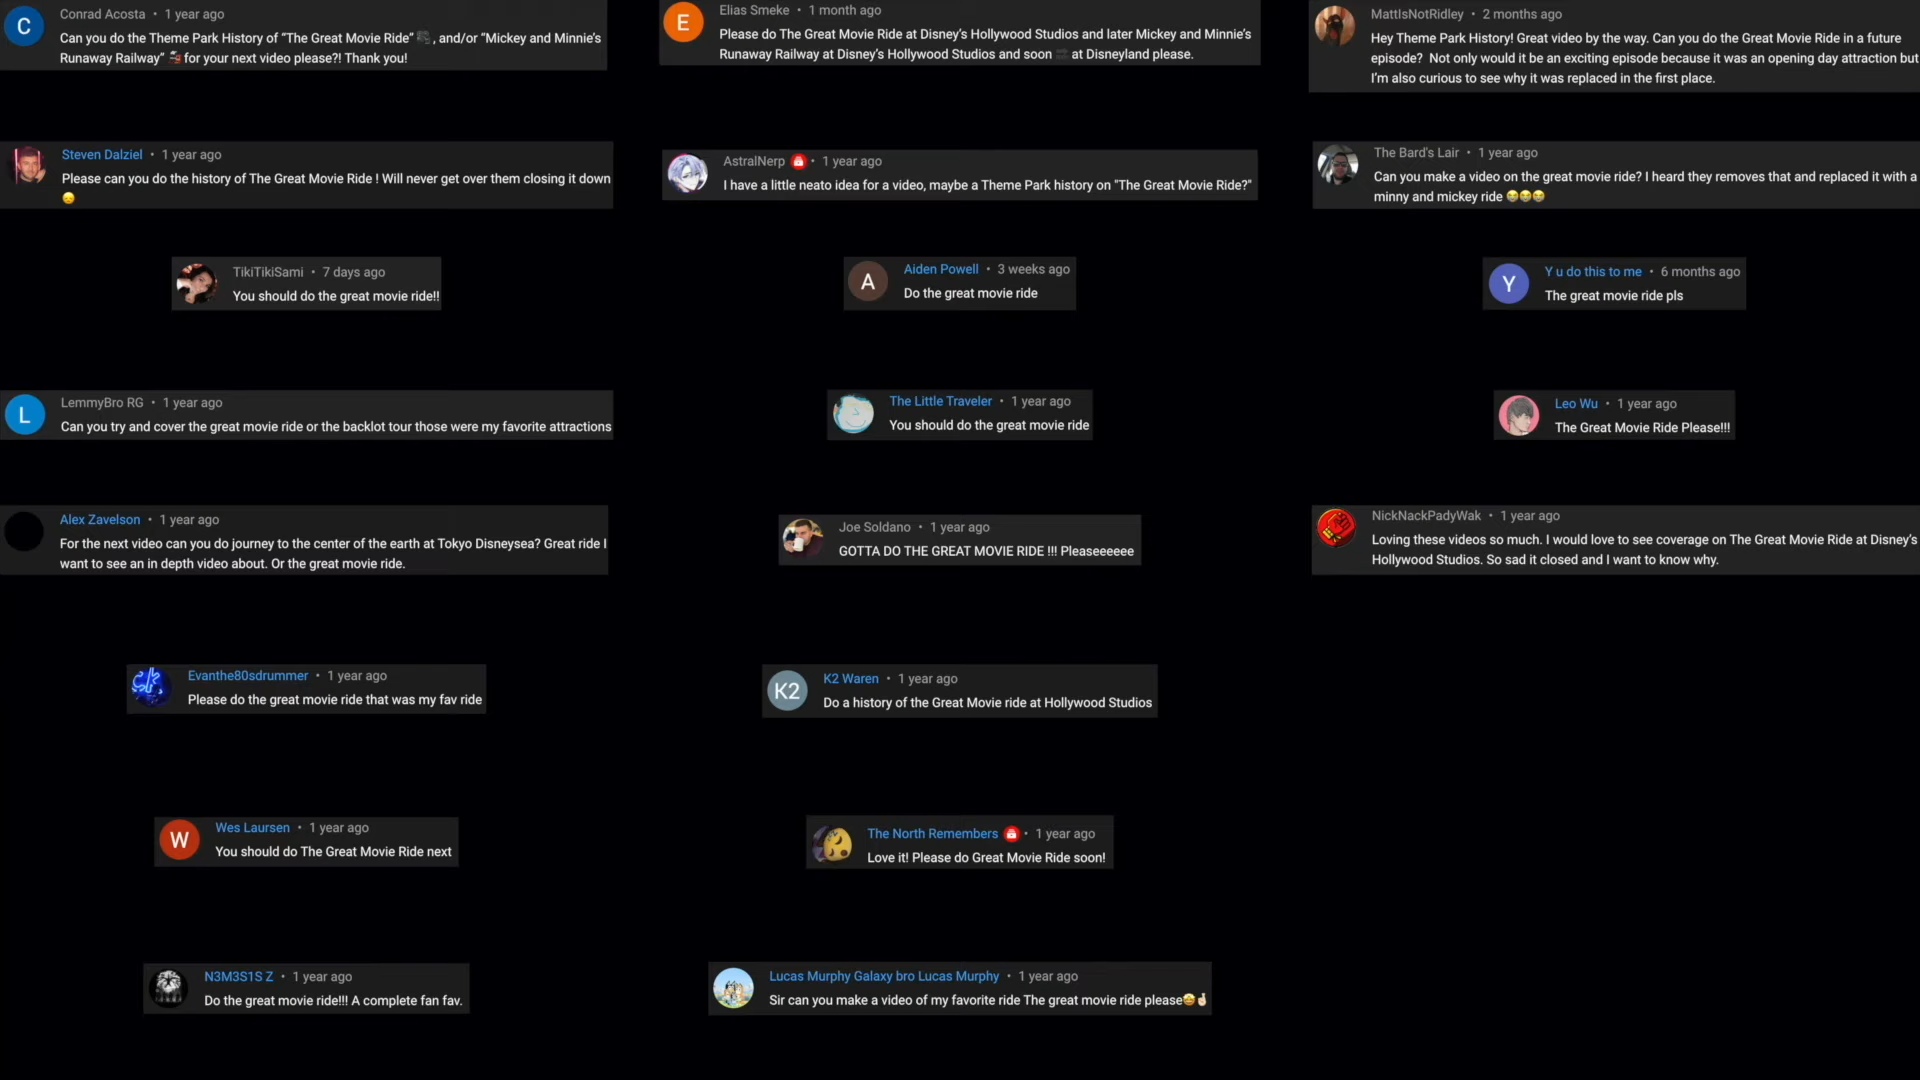 C
Conrad Acosta • 1 year ago
Can you do the Theme Park History of “The Great Movie Ride” , and/or “Mickey and Minnie’s
Runaway Railway” for your next video please?! Thank you!
E
Elias Smeke • 1 month ago
Please do The Great Movie Ride at Disney’s Hollywood Studios and later Mickey and Minnie’s
Runaway Railway at Disney’s Hollywood Studios and soon at Disneyland please.
MattIsNotRidley • 2 months ago
Hey Theme Park History! Great video by the way. Can you do the Great Movie Ride in a future
episode? Not only would it be an exciting episode because it was an opening day attraction but
I’m also curious to see why it was replaced in the first place.
Steven Dalziel • 1 year ago
Please can you do the history of The Great Movie Ride ! Will never get over them closing it down
😞
AstralNerp • 1 year ago
I have a little neato idea for a video, maybe a Theme Park history on "The Great Movie Ride?"
The Bard's Lair • 1 year ago
Can you make a video on the great movie ride? I heard they removes that and replaced it with a
minny and mickey ride 😭😭😭
TikiTikiSami • 7 days ago
You should do the great movie ride!!
A
Aiden Powell • 3 weeks ago
Do the great movie ride
Y
Y u do this to me • 6 months ago
The great movie ride pls
L
LemmyBro RG • 1 year ago
Can you try and cover the great movie ride or the backlot tour those were my favorite attractions
The Little Traveler • 1 year ago
You should do the great movie ride
Leo Wu • 1 year ago
The Great Movie Ride Please!!!
Alex Zavelson • 1 year ago
For the next video can you do journey to the center of the earth at Tokyo Disneysea? Great ride I
want to see an in depth video about. Or the great movie ride.
Joe Soldano • 1 year ago
GOTTA DO THE GREAT MOVIE RIDE !!! Pleaseeeeee
NickNackPadyWak • 1 year ago
Loving these videos so much. I would love to see coverage on The Great Movie Ride at Disney’s
Hollywood Studios. So sad it closed and I want to know why.
Evanthe80sdrummer • 1 year ago
Please do the great movie ride that was my fav ride
K2
K2 Waren • 1 year ago
Do a history of the Great Movie ride at Hollywood Studios
W
Wes Laursen • 1 year ago
You should do The Great Movie Ride next
The North Remembers • 1 year ago
Love it! Please do Great Movie Ride soon!
N3M3S1S Z • 1 year ago
Do the great movie ride!!! A complete fan fav.
Lucas Murphy Galaxy bro Lucas Murphy • 1 year ago
Sir can you make a video of my favorite ride The great movie ride please🤩🤞🏻